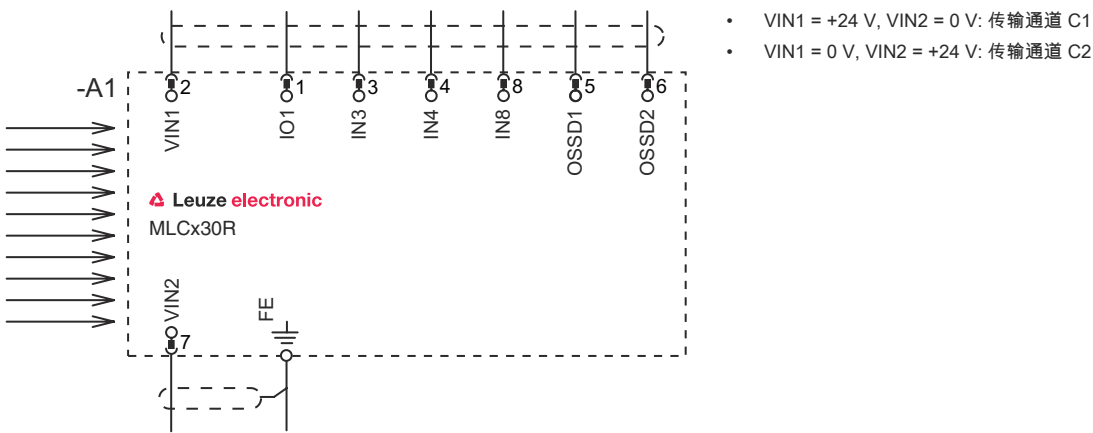 • VIN1 = +24 V, VIN2 = 0 V: 传输通道 C1
• VIN1 = 0 V, VIN2 = +24 V: 传输通道 C2
-A1
2 1 3 4 8 5 6
VIN1 IO1 IN3 IN4 IN8 OSSD1 OSSD2
Leuze electronic
MLCx30R
VIN2 FE
7